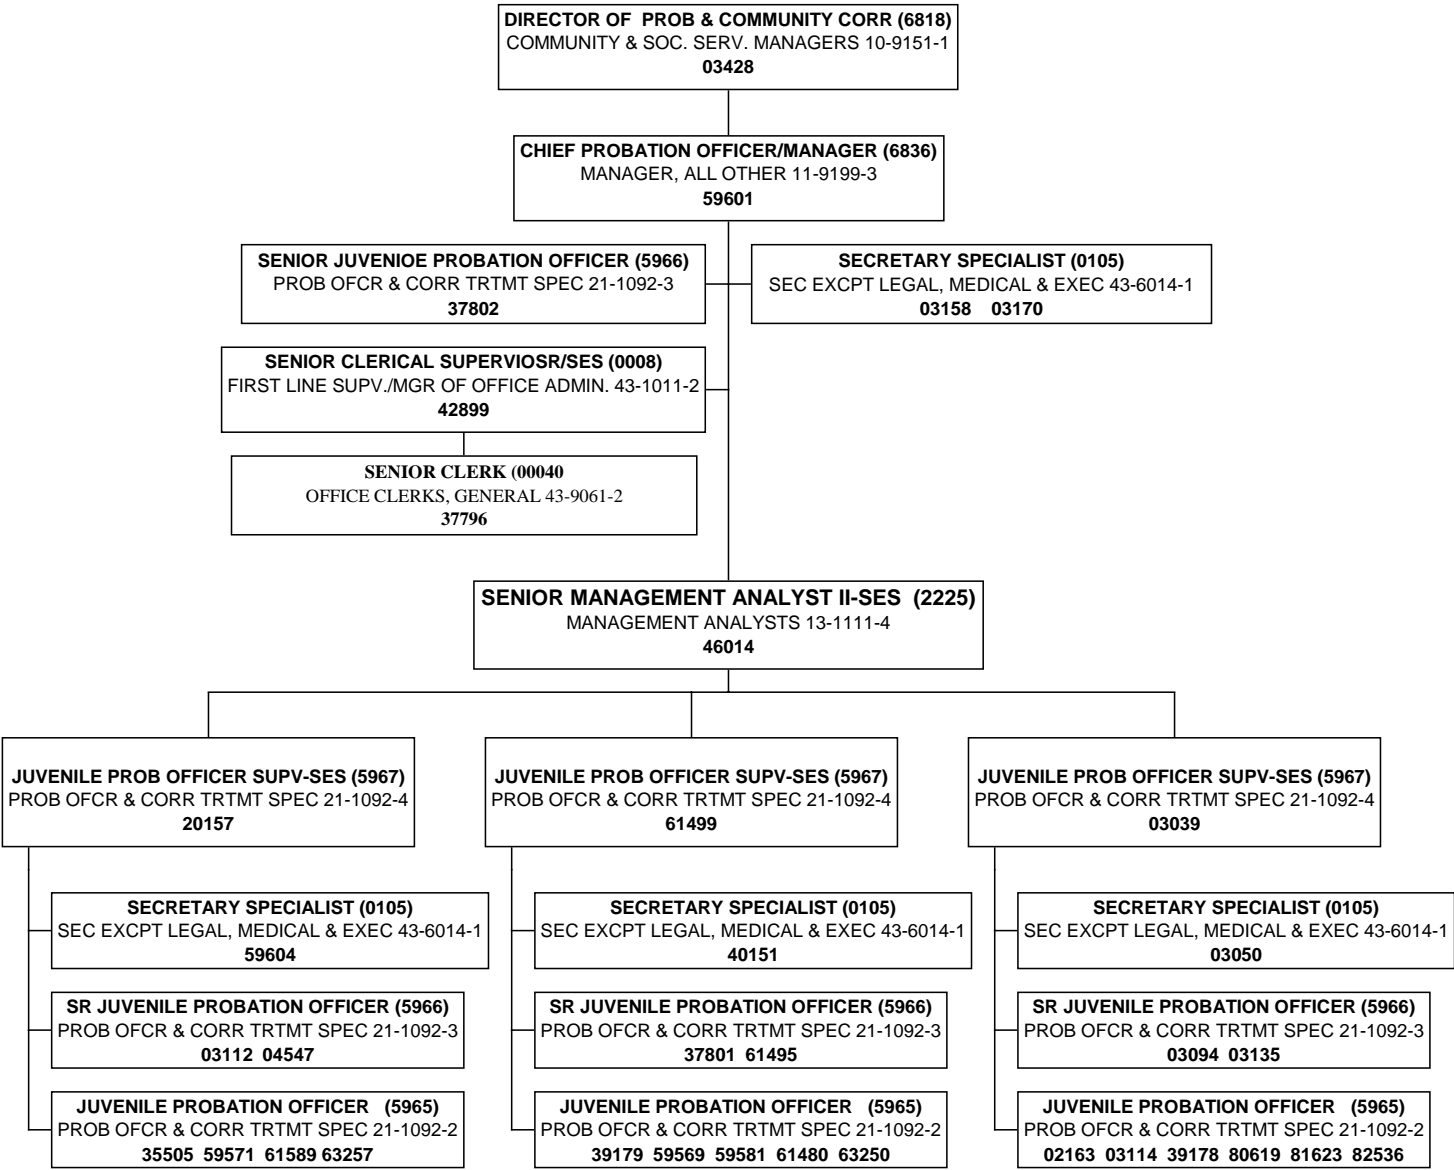 DIRECTOR OF PROB & COMMUNITY CORR (6818)
COMMUNITY & SOC. SERV. MANAGERS 10-9151-1
03428
CHIEF PROBATION OFFICER/MANAGER (6836)
MANAGER, ALL OTHER 11-9199-3
59601
SENIOR JUVENIOE PROBATION OFFICER (5966)
PROB OFCR & CORR TRTMT SPEC 21-1092-3
37802
SECRETARY SPECIALIST (0105)
SEC EXCPT LEGAL, MEDICAL & EXEC 43-6014-1
03158 03170
SENIOR CLERICAL SUPERVIOSR/SES (0008)
FIRST LINE SUPV./MGR OF OFFICE ADMIN. 43-1011-2
42899
SENIOR CLERK (00040
OFFICE CLERKS, GENERAL 43-9061-2
37796
SENIOR MANAGEMENT ANALYST II-SES (2225)
MANAGEMENT ANALYSTS 13-1111-4
46014
JUVENILE PROB OFFICER SUPV-SES (5967)
PROB OFCR & CORR TRTMT SPEC 21-1092-4
20157
SECRETARY SPECIALIST (0105)
SEC EXCPT LEGAL, MEDICAL & EXEC 43-6014-1
59604
SR JUVENILE PROBATION OFFICER (5966)
PROB OFCR & CORR TRTMT SPEC 21-1092-3
03112 04547
JUVENILE PROBATION OFFICER (5965)
PROB OFCR & CORR TRTMT SPEC 21-1092-2
35505 59571 61589 63257
JUVENILE PROB OFFICER SUPV-SES (5967)
PROB OFCR & CORR TRTMT SPEC 21-1092-4
61499
SECRETARY SPECIALIST (0105)
SEC EXCPT LEGAL, MEDICAL & EXEC 43-6014-1
40151
SR JUVENILE PROBATION OFFICER (5966)
PROB OFCR & CORR TRTMT SPEC 21-1092-3
37801 61495
JUVENILE PROBATION OFFICER (5965)
PROB OFCR & CORR TRTMT SPEC 21-1092-2
39179 59569 59581 61480 63250
JUVENILE PROB OFFICER SUPV-SES (5967)
PROB OFCR & CORR TRTMT SPEC 21-1092-4
03039
SECRETARY SPECIALIST (0105)
SEC EXCPT LEGAL, MEDICAL & EXEC 43-6014-1
03050
SR JUVENILE PROBATION OFFICER (5966)
PROB OFCR & CORR TRTMT SPEC 21-1092-3
03094 03135
JUVENILE PROBATION OFFICER (5965)
PROB OFCR & CORR TRTMT SPEC 21-1092-2
02163 03114 39178 80619 81623 82536